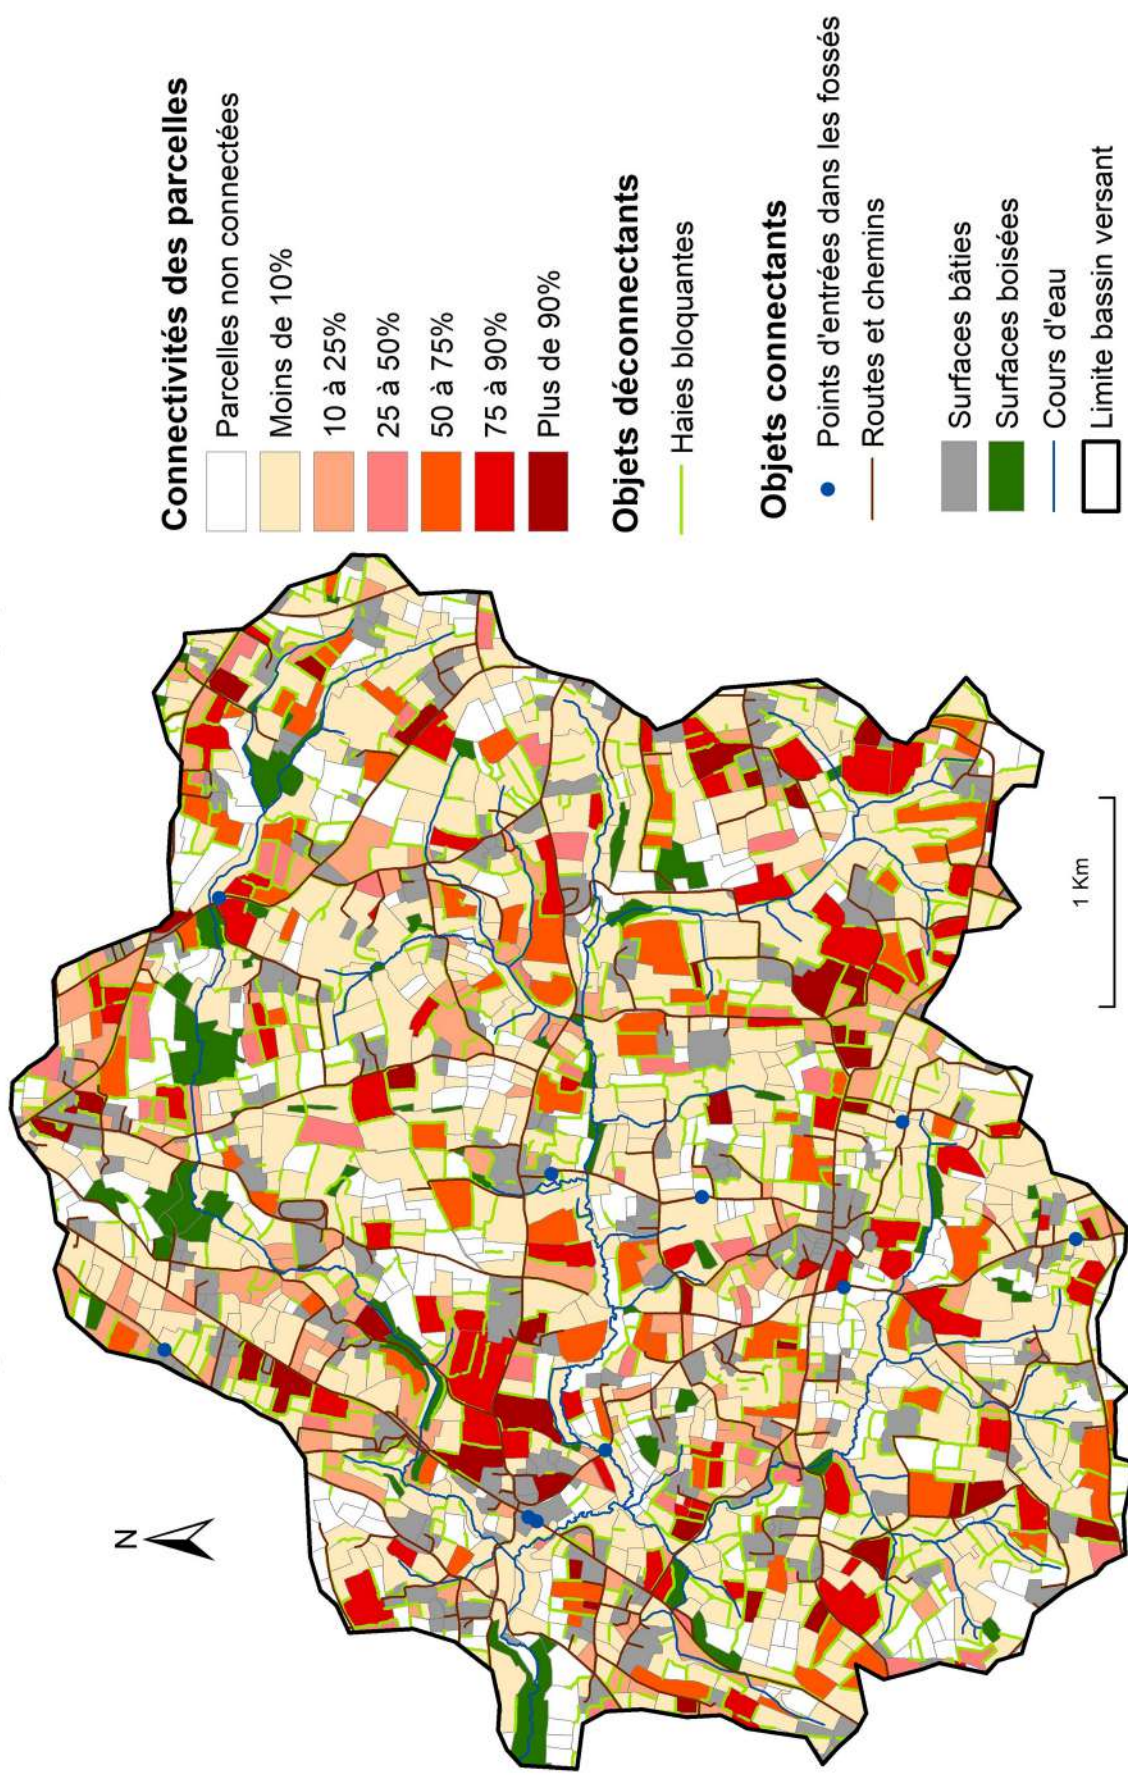 Connectivités des parcelles
Parcelles non connectées
Moins de 10%
10 à 25%
25 à 50%
50 à 75%
75 à 90%
Plus de 90%
Objets déconnectants
Haies bloquantes
Objets connectants
Points d'entrées dans les fossés
Routes et chemins
Surfaces bâties
Surfaces boisées
Cours d'eau
Limite bassin versant
N
1 Km